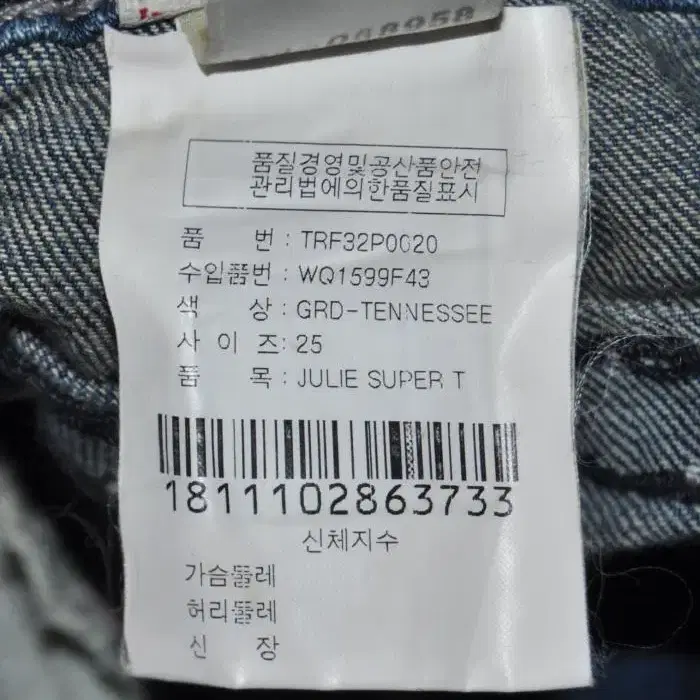 품질경영및공산품안전
관리법에의한품질표시
품 번 : TRF32P0020
수입품번 : WQ1599F43
색 상 : GRD-TENNESSEE
사 이 즈 : 25
품 목 : JULIE SUPER T
1811102863733
신체지수
가슴둘레
허리둘레
신 장